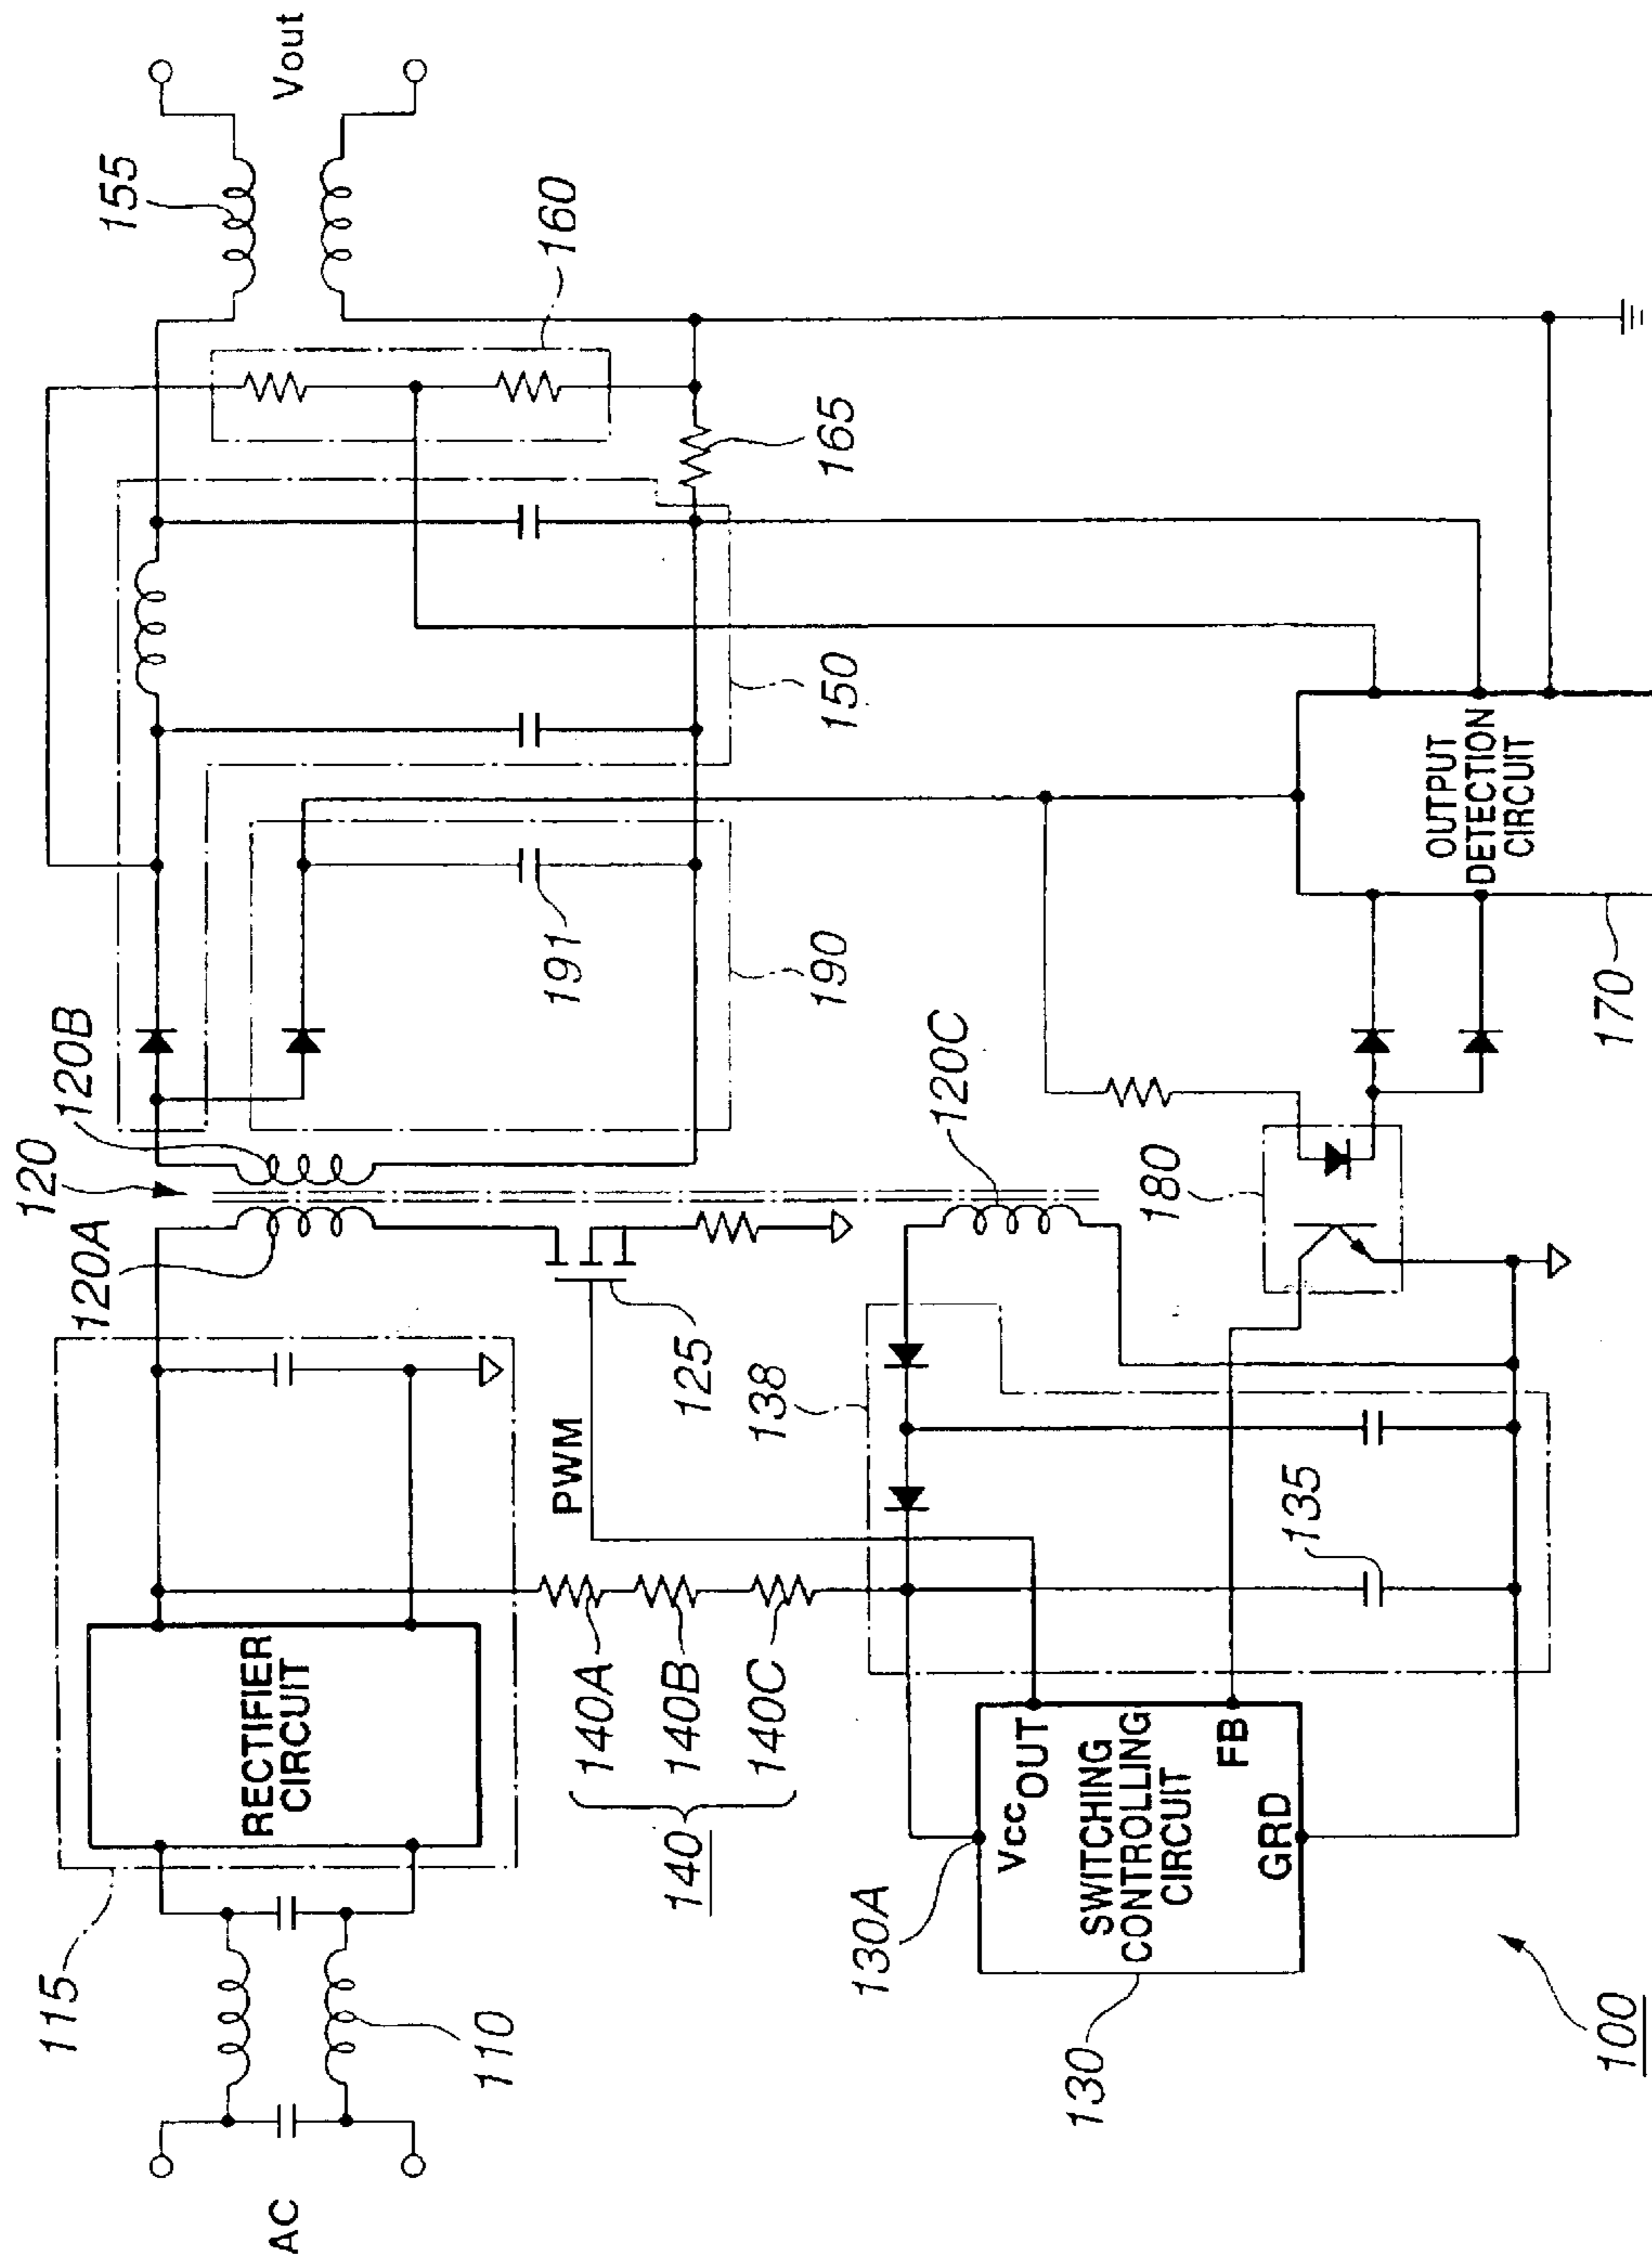 AC
110
115
RECTIFIER
CIRCUIT
120
120A
120B
140A
140B
140C
140
PWM
125
138
135
130A
Vcc
OUT
SWITCHING
CONTROLLING
CIRCUIT
FB
GRD
130
100
120C
180
191
190
150
155
Vout
160
165
OUTPUT
DETECTION
CIRCUIT
170